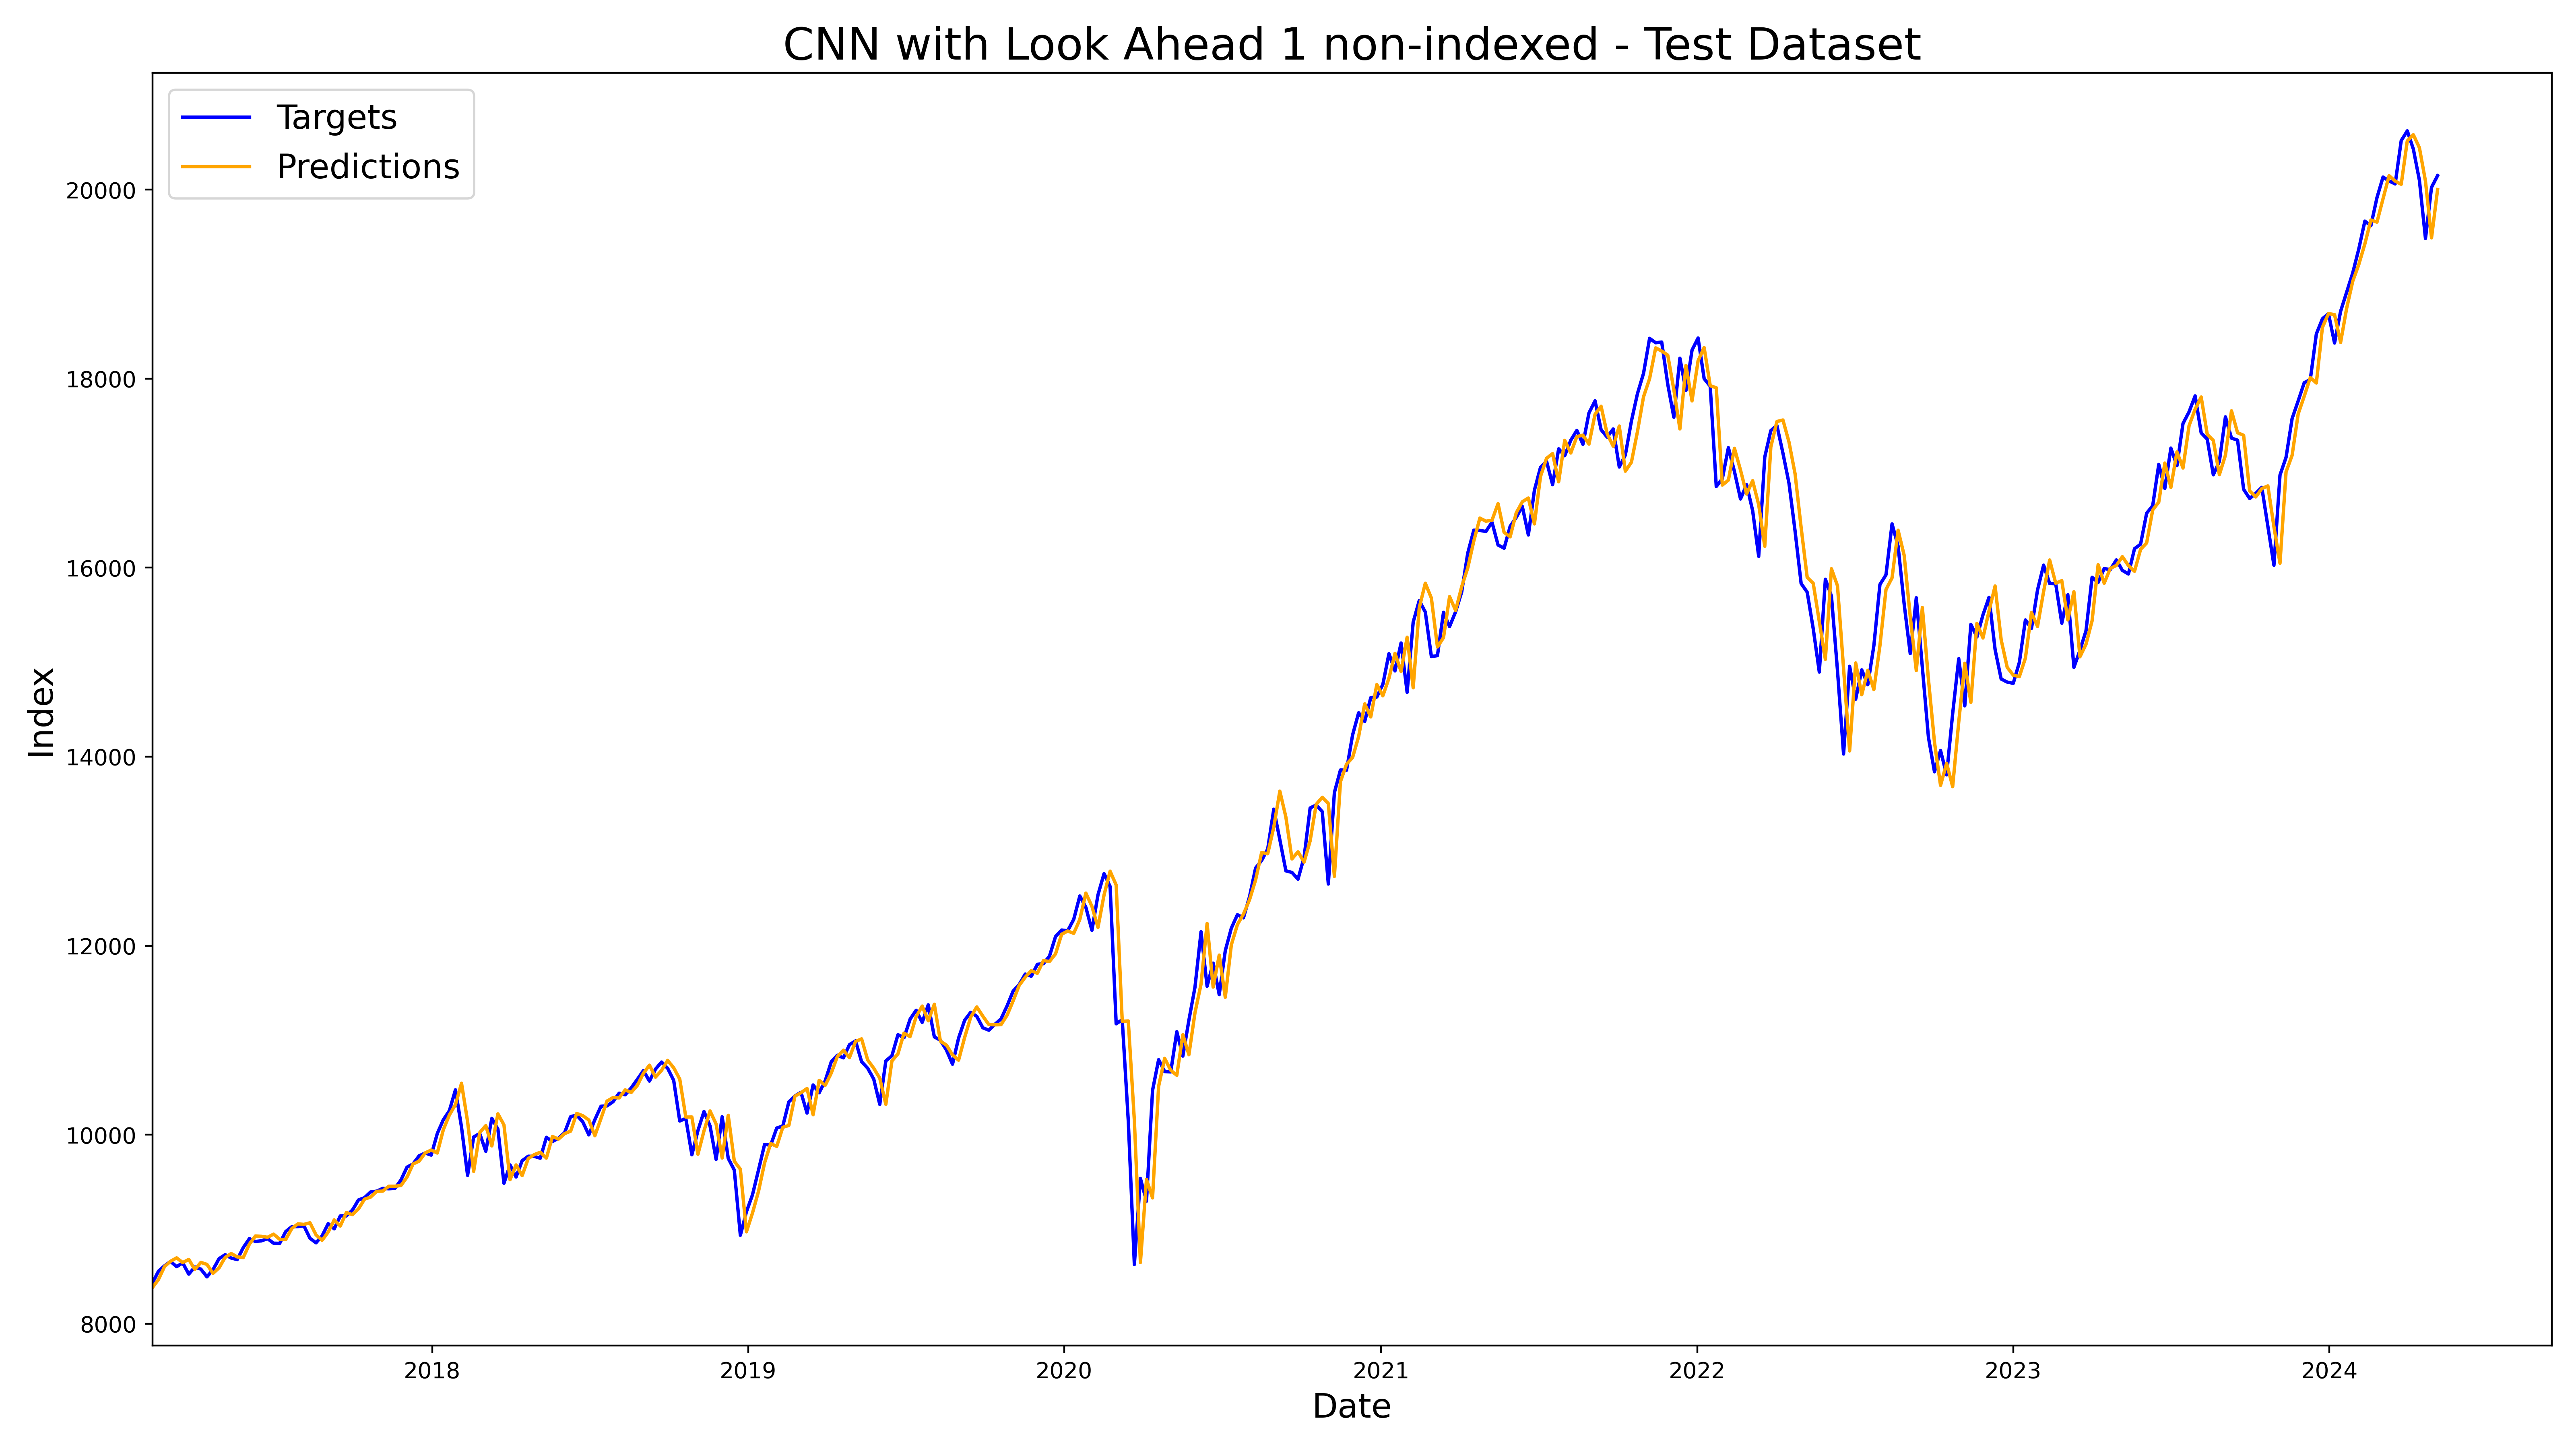 CNN with Look Ahead 1 non-indexed - Test Dataset
Targets
Predictions
20000
18000
16000
14000
12000
10000
8000
Index
2018 2019 2020 2021 2022 2023 2024
Date